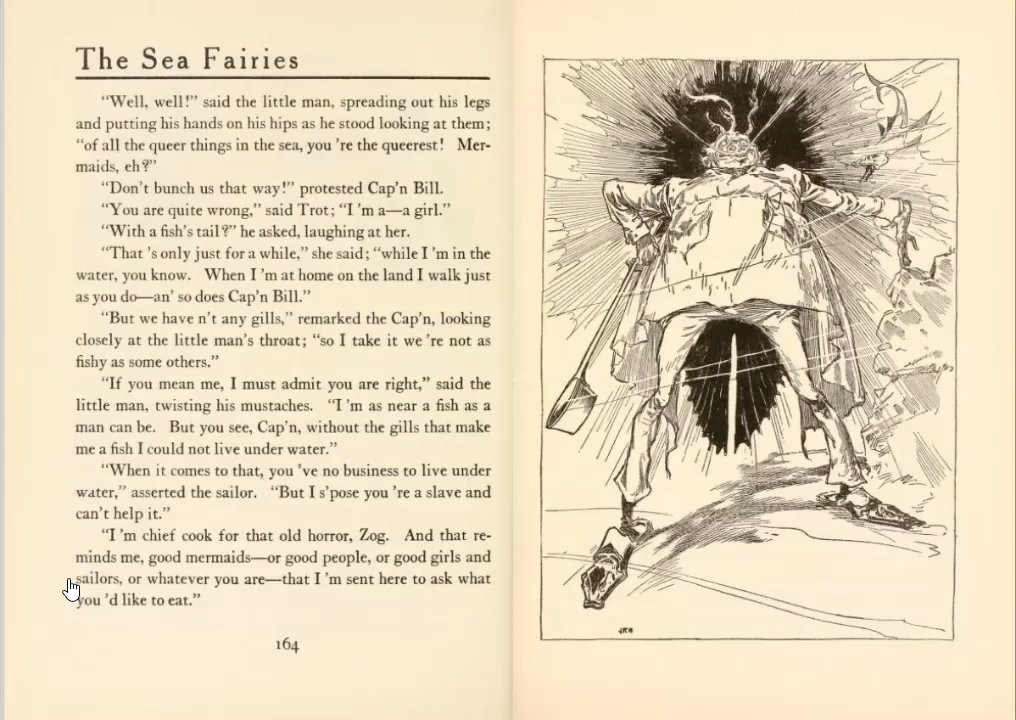 The Sea Fairies
"Well, well!" said the little man, spreading out his legs
and putting his hands on his hips as he stood looking at them;
"of all the queer things in the sea, you 're the queerest! Mer-
maids, eh?"
"Don't bunch us that way!" protested Cap'n Bill.
"You are quite wrong," said Trot; "I 'm a—a girl."
"With a fish's tail?" he asked, laughing at her.
"That 's only just for a while," she said; "while I 'm in the
water, you know. When I 'm at home on the land I walk just
as you do—an' so does Cap'n Bill."
"But we have n't any gills," remarked the Cap'n, looking
closely at the little man's throat; "so I take it we 're not as
fishy as some others."
"If you mean me, I must admit you are right," said the
little man, twisting his mustaches. "I 'm as near a fish as a
man can be. But you see, Cap'n, without the gills that make
me a fish I could not live under water."
"When it comes to that, you 've no business to live under
water," asserted the sailor. "But I s'pose you 're a slave and
can't help it."
"I 'm chief cook for that old horror, Zog. And that re-
minds me, good mermaids—or good people, or good girls and
sailors, or whatever you are—that I 'm sent here to ask what
you 'd like to eat."
164